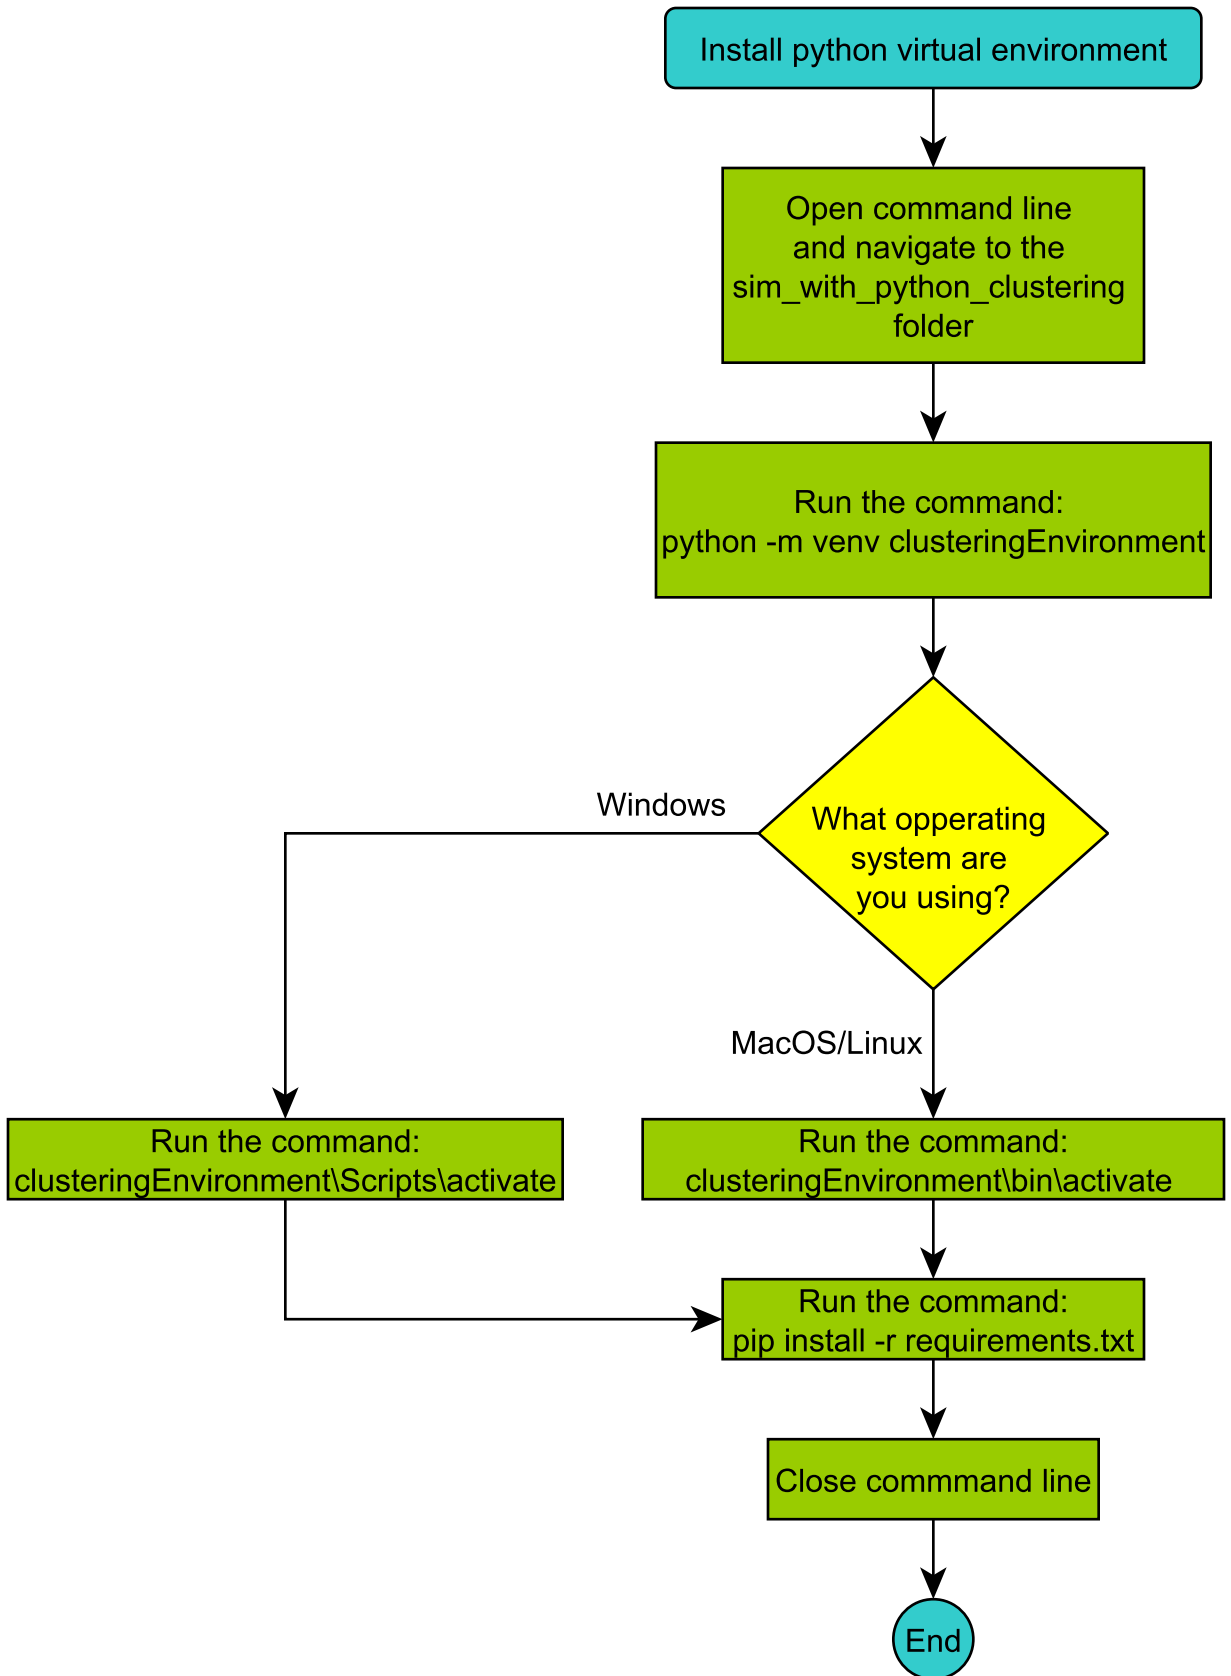 Install python virtual environment
Open command line
and navigate to the
sim_with_python_clustering
folder
Run the command:
python -m venv clusteringEnvironment
Windows
What opperating
system are
you using?
MacOS/Linux
Run the command:
clusteringEnvironment\Scripts\activate
Run the command:
clusteringEnvironment\bin\activate
Run the command:
pip install -r requirements.txt
Close commmand line
End